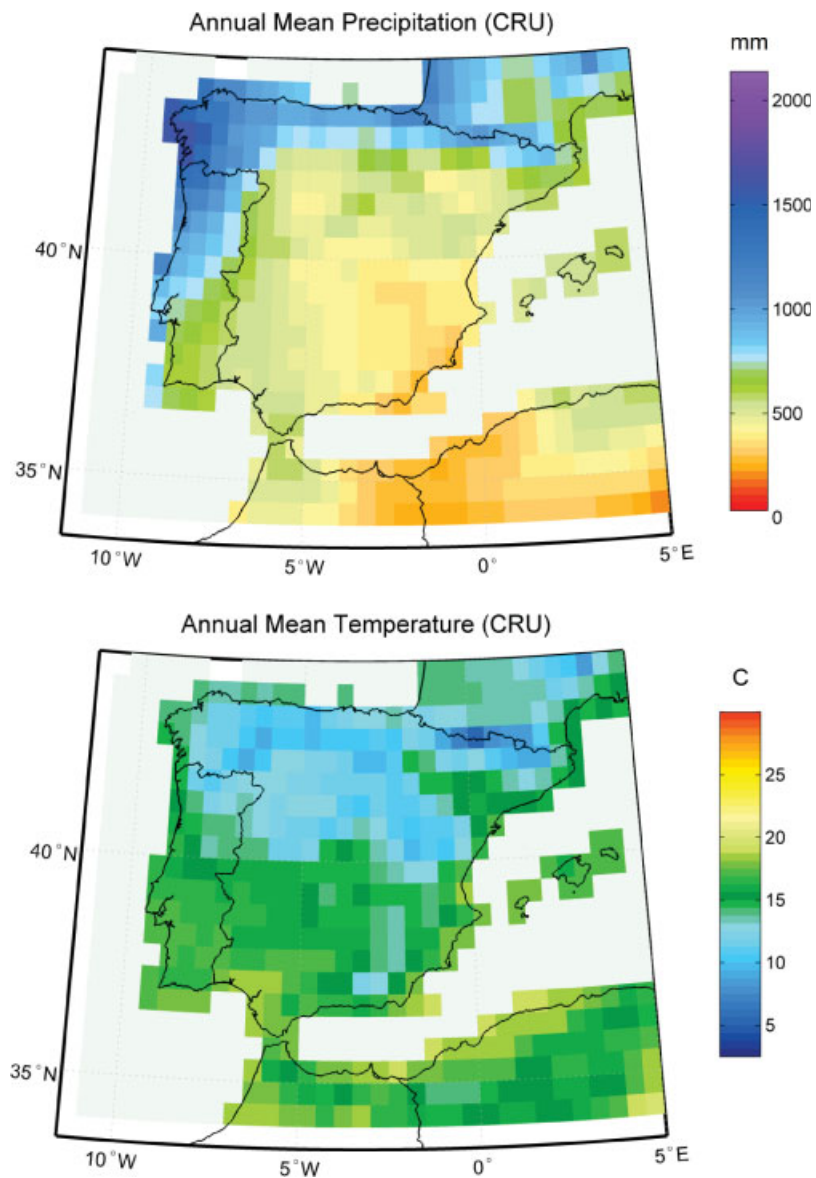 Annual Mean Precipitation (CRU)
mm
2000
1500
1000
500
0
40°N
35°N
10°W
5°W
0°
5°E
Annual Mean Temperature (CRU)
C
25
20
15
10
5
40°N
35°N
10°W
5°W
0°
5°E